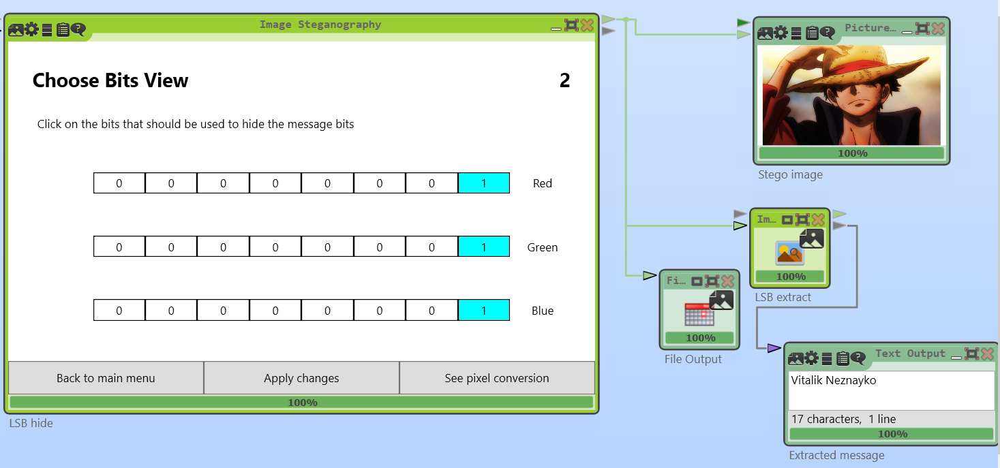 Image Steganography
Choose Bits View
2
Click on the bits that should be used to hide the message bits
0 0 0 0 0 0 0 1 Red
0 0 0 0 0 0 0 1 Green
0 0 0 0 0 0 0 1 Blue
Back to main menu
Apply changes
See pixel conversion
100%
LSB hide
Picture...
100%
Stego image
Im...
100%
LSB extract
Fi...
100%
File Output
Text Output
Vitalik Neznayko
17 characters, 1 line
100%
Extracted message